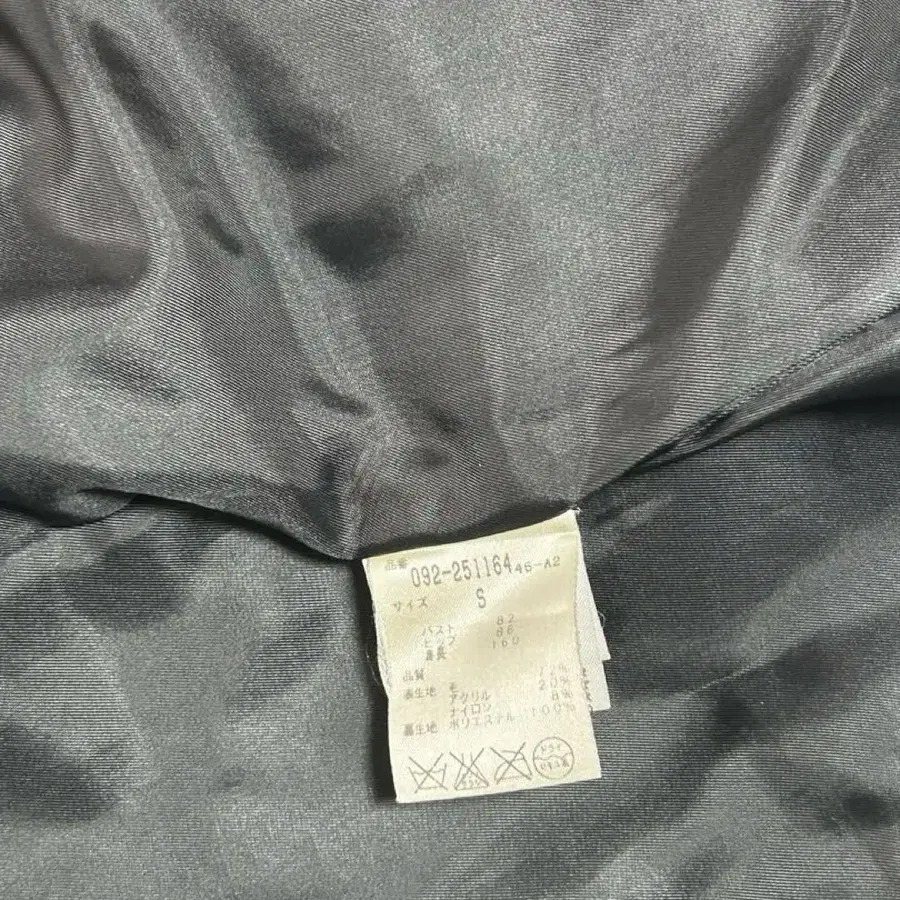 品番 092-251164 46-A2
サイズ S
バスト 82
ヒップ 86
身長 160
品質
表生地 毛 72%
アクリル 20%
ナイロン 8%
裏生地 ポリエステル 100%
ドライ